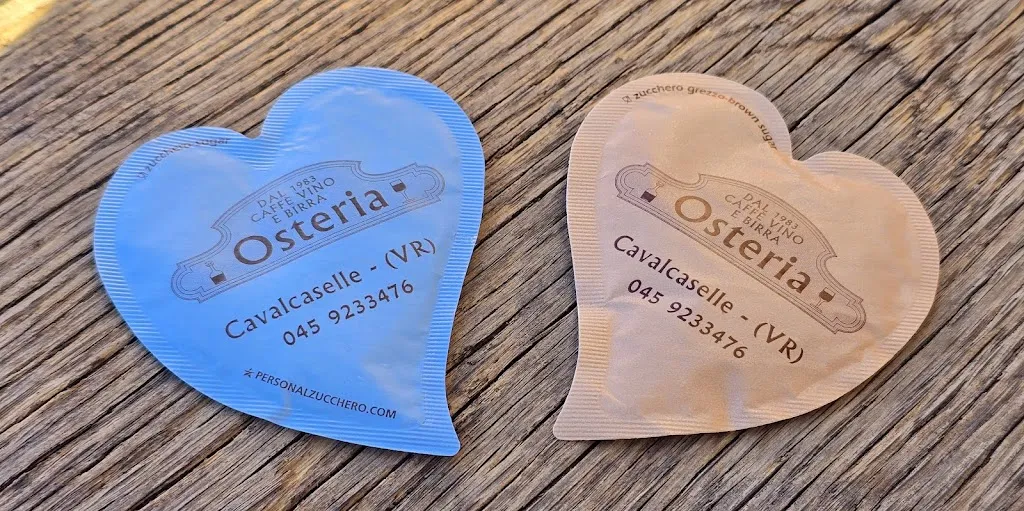 zucchero sugar
DAL 1983
CAFFÈ VINO
E BIRRA
Osteria
Cavalcaselle - (VR)
045 9233476
PERSONALZUCCHERO.COM
zucchero grezzo brown sugar
DAL 1983
CAFFÈ VINO
E BIRRA
Osteria
Cavalcaselle - (VR)
045 9233476